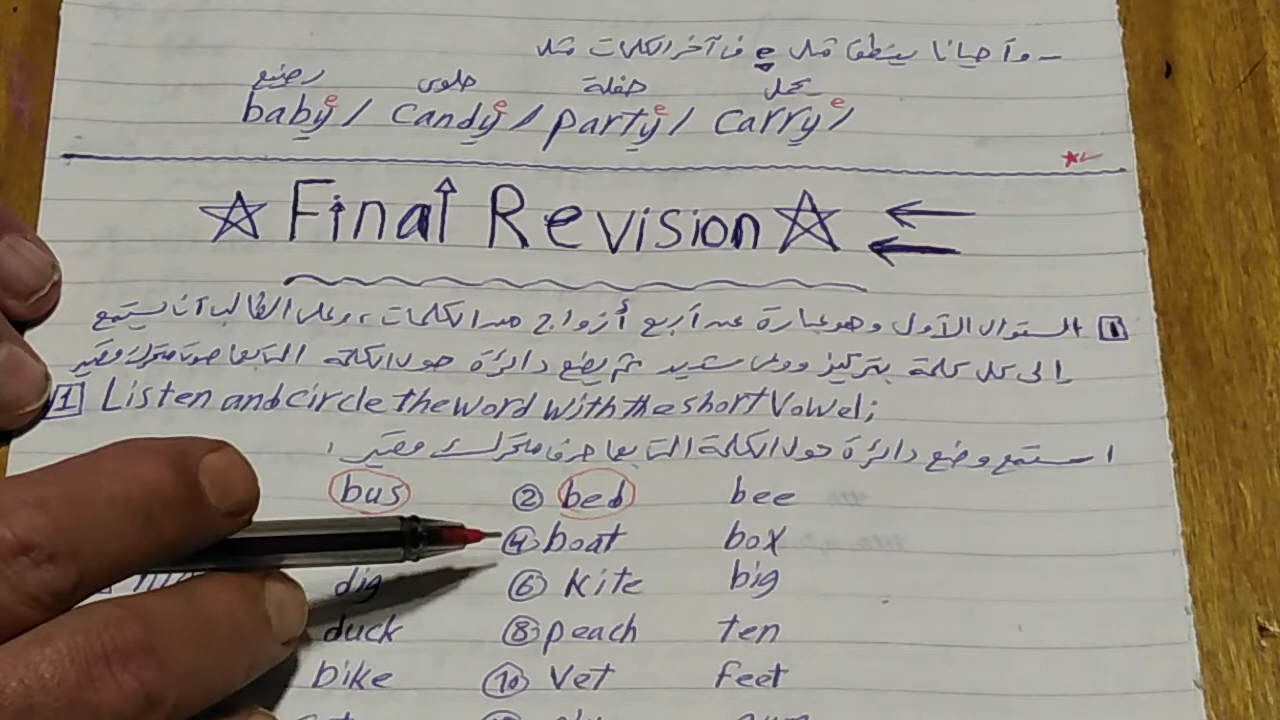 - وأحيانا ينطق مثل e في آخر الكلمات مثل
رضيع حلوى حفلة يحمل
e e e e
baby / candy / party / carry /
Final Revision
1 السؤال الأول وهو عبارة عن أربع أزواج من الكلمات، وعلى الطالب أن يستمع
إلى كل كلمة بتركيز ثم يضع دائرة حول الكلمة التي بها صوت متحرك قصير
1 Listen and circle the word with the short vowel;
استمع وضع دائرة حول الكلمة التي بها حرف متحرك قصير
bus ② bed bee
④ boat box
dig ⑥ kite big
duck ⑧ peach ten
bike ⑩ vet feet